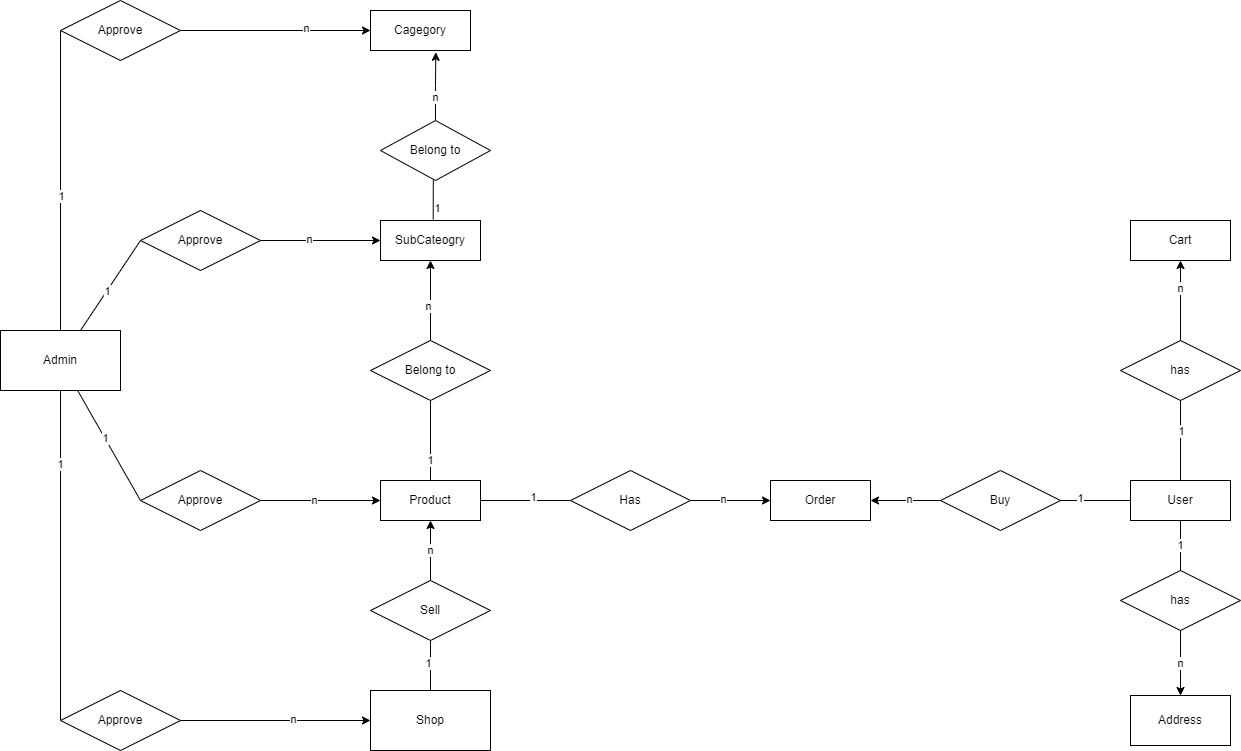 Approve
n
Cagegory
n
Belong to
1
1
Approve
n
SubCateogry
Cart
1
n
n
Admin
Belong to
has
1
1
1
1
Approve
n
Product
1
Has
n
Order
n
Buy
1
User
n
1
Sell
has
1
n
Approve
n
Shop
Address